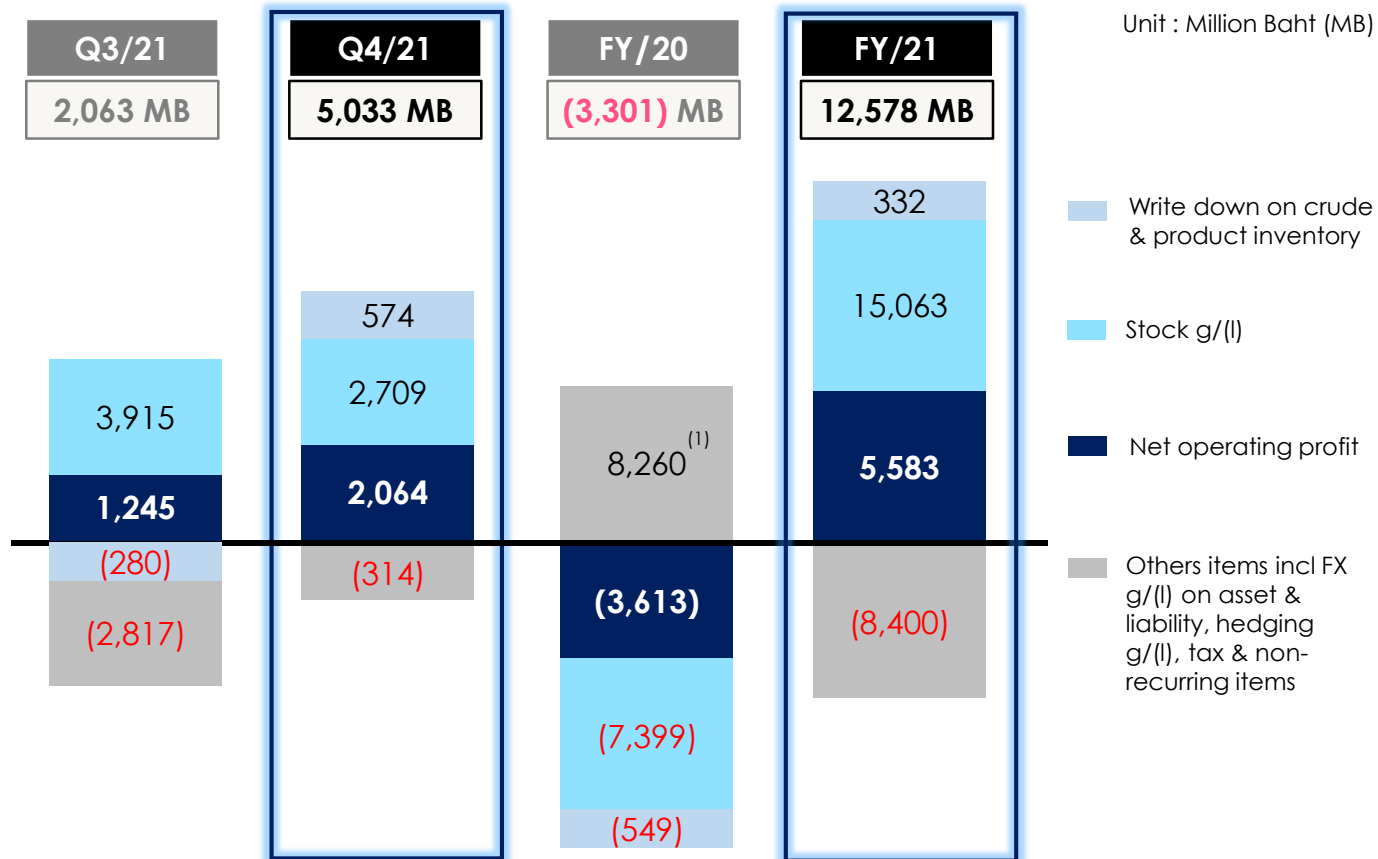 Unit : Million Baht (MB)
Q3/21
2,063 MB
3,915
1,245
(280)
(2,817)
Q4/21
5,033 MB
574
2,709
2,064
(314)
FY/20
(3,301) MB
8,260 (1)
(3,613)
(7,399)
(549)
FY/21
12,578 MB
332
15,063
5,583
(8,400)
Write down on crude
& product inventory
Stock g/(l)
Net operating profit
Others items incl FX
g/(l) on asset &
liability, hedging
g/(l), tax & non-
recurring items